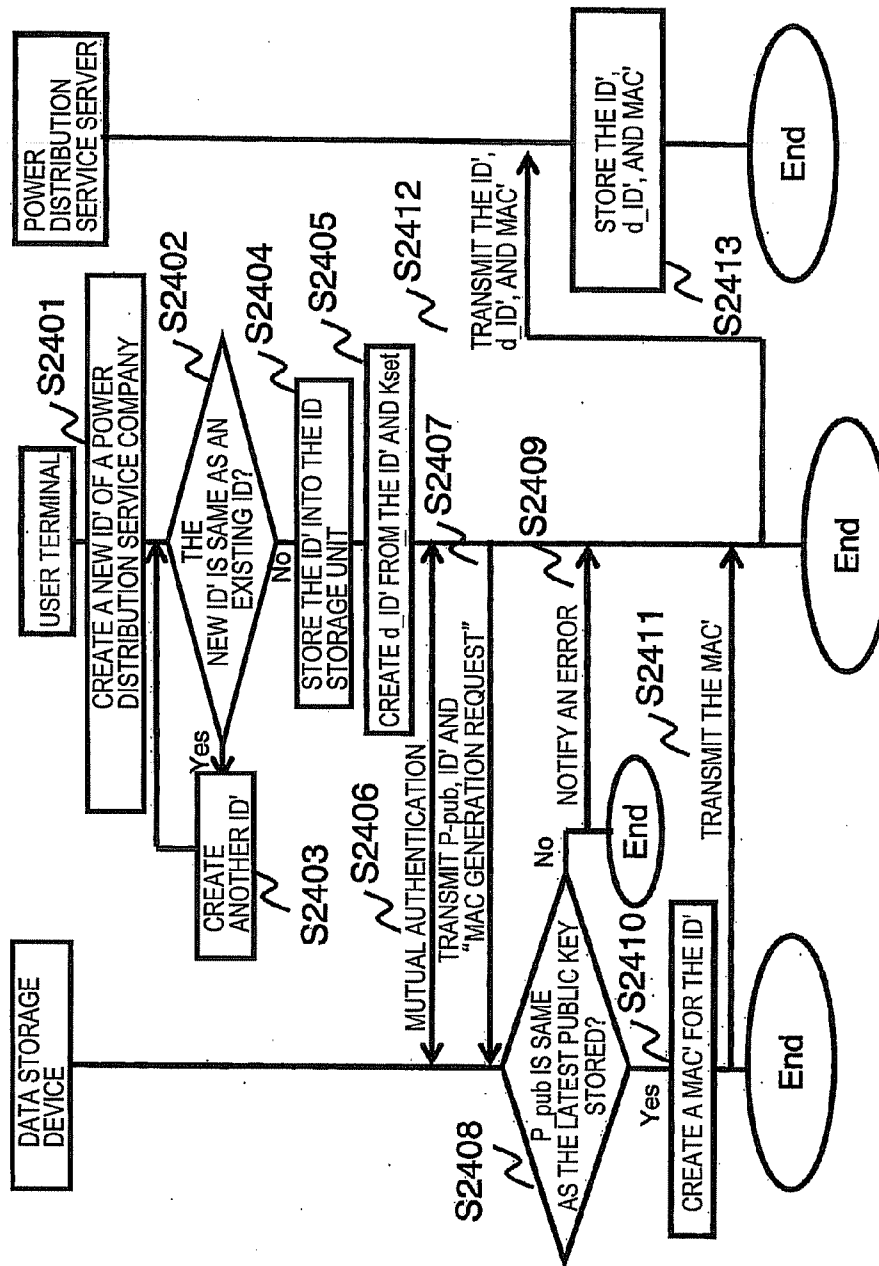 DATA STORAGE
DEVICE
USER TERMINAL
POWER
DISTRIBUTION
SERVICE SERVER
S2401
CREATE A NEW ID' OF A POWER
DISTRIBUTION SERVICE COMPANY
S2402
THE
NEW ID' IS SAME AS AN
EXISTING ID?
Yes
No
CREATE
ANOTHER ID'
S2403
S2404
STORE THE ID' INTO THE ID
STORAGE UNIT
S2405
CREATE d_ID' FROM THE ID' AND Kset
S2406
MUTUAL AUTHENTICATION
S2407
TRANSMIT P-pub, ID' AND
“MAC GENERATION REQUEST”
S2408
P_pub IS SAME
AS THE LATEST PUBLIC KEY
STORED?
No
Yes
S2409
NOTIFY AN ERROR
End
S2410
CREATE A MAC' FOR THE ID'
S2411
TRANSMIT THE MAC'
S2412
TRANSMIT THE ID',
d_ID', AND MAC'
STORE THE ID',
d_ID', AND MAC'
S2413
End
End
End